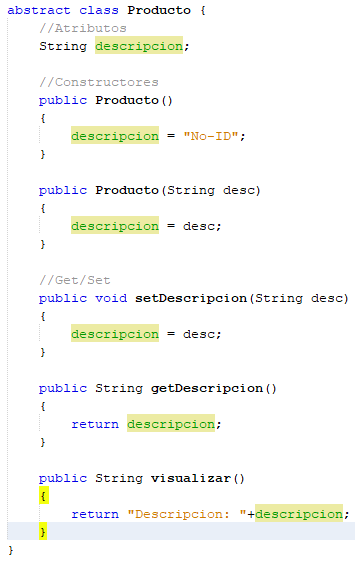 abstract class Producto {
//Atributos
String descripcion;
//Constructores
public Producto()
{
descripcion = "No-ID";
}
public Producto(String desc)
{
descripcion = desc;
}
//Get/Set
public void setDescripcion(String desc)
{
descripcion = desc;
}
public String getDescripcion()
{
return descripcion;
}
public String visualizar()
{
return "Descripcion: "+descripcion;
}
}